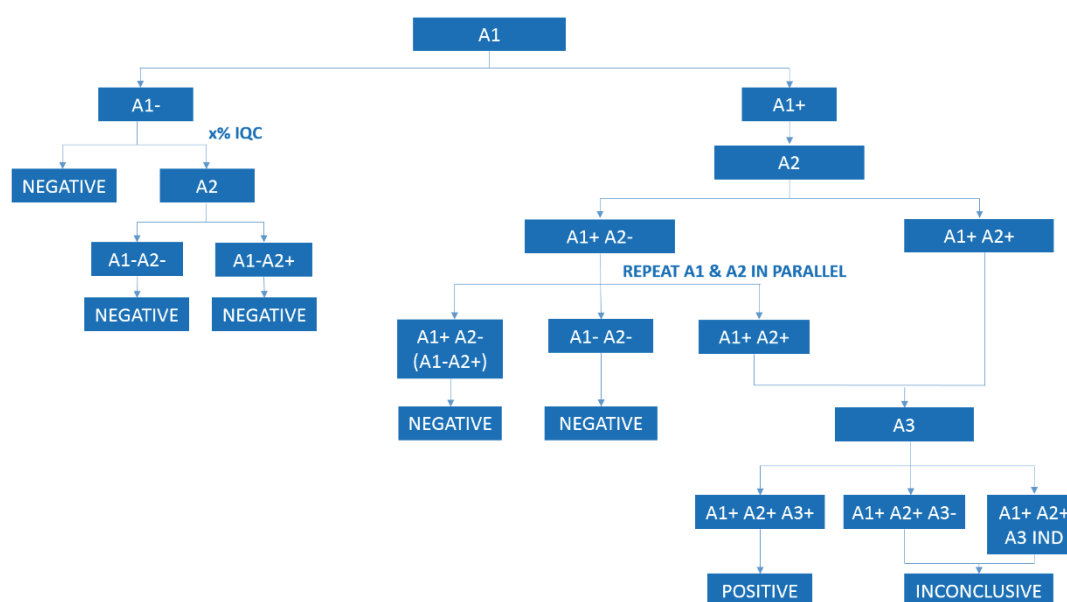 A1
A1-
A1+
x% IQC
A2
NEGATIVE
A2
A1+ A2-
A1+ A2+
A1-A2-
A1-A2+
REPEAT A1 & A2 IN PARALLEL
NEGATIVE
NEGATIVE
A1+ A2-
(A1-A2+)
A1- A2-
A1+ A2+
NEGATIVE
NEGATIVE
A3
A1+ A2+ A3+
A1+ A2+ A3-
A1+ A2+
A3 IND
POSITIVE
INCONCLUSIVE